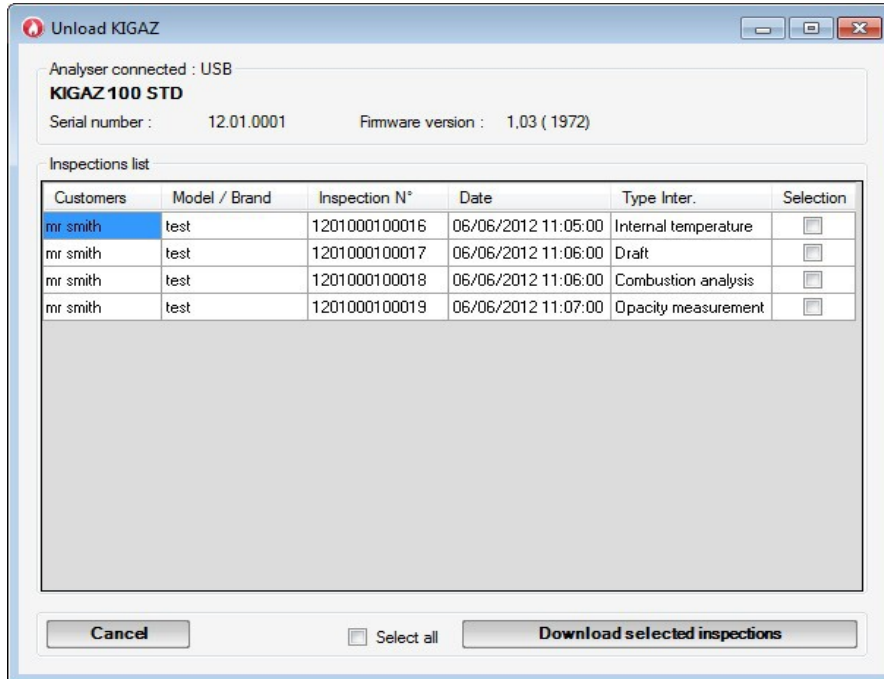 Unload KIGAZ
Analyser connected : USB
KIGAZ 100 STD
Serial number : 12.01.0001 Firmware version : 1,03 ( 1972)
Inspections list
Customers Model / Brand Inspection N° Date Type Inter. Selection
mr smith test 1201000100016 06/06/2012 11:05:00 Internal temperature
mr smith test 1201000100017 06/06/2012 11:06:00 Draft
mr smith test 1201000100018 06/06/2012 11:06:00 Combustion analysis
mr smith test 1201000100019 06/06/2012 11:07:00 Opacity measurement
Cancel Select all Download selected inspections